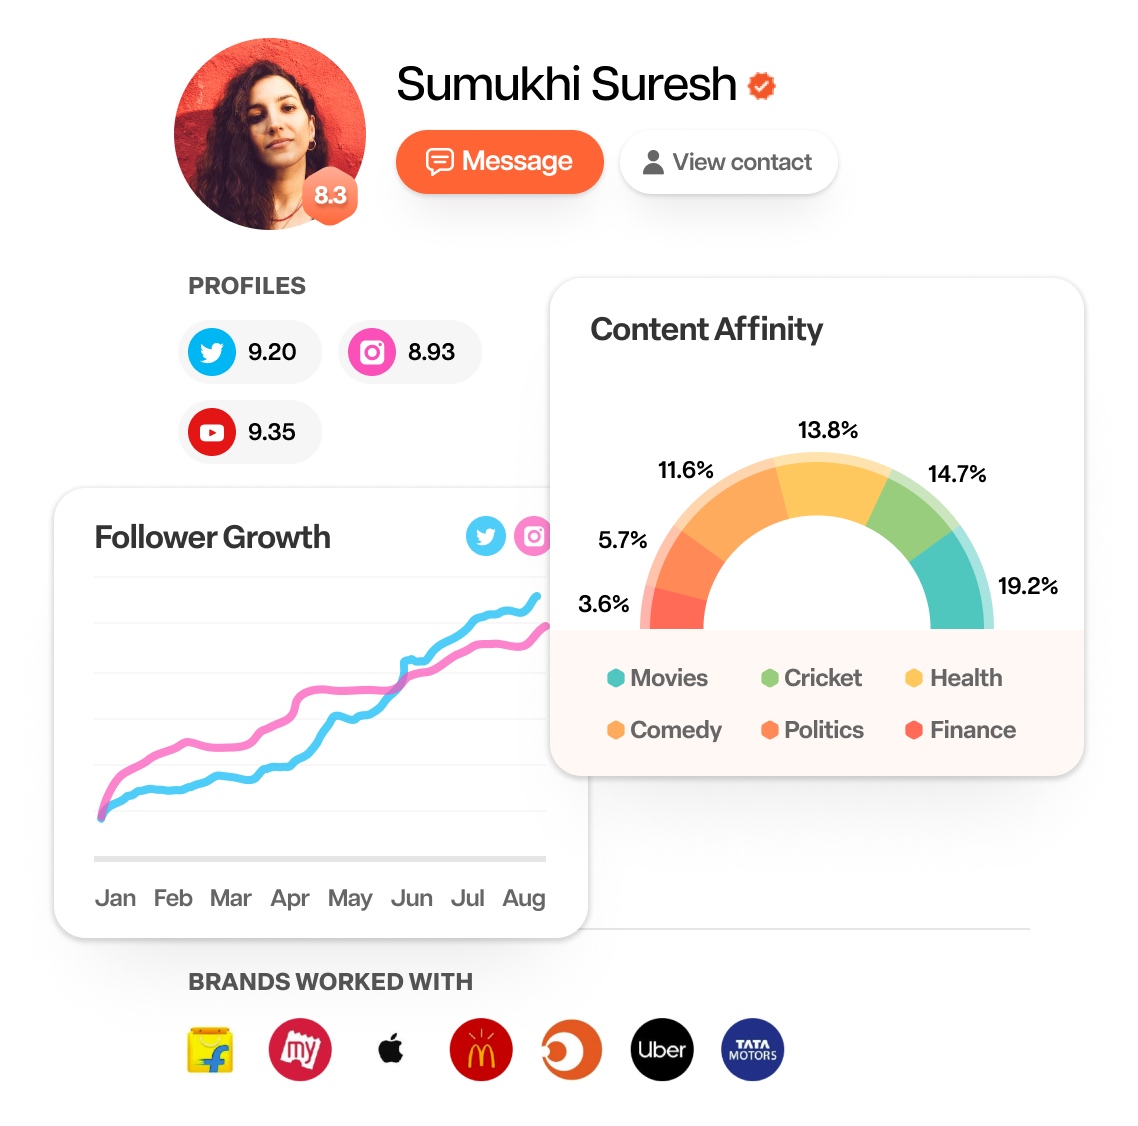 Sumukhi Suresh
Message
View contact
8.3
PROFILES
9.20
8.93
9.35
Content Affinity
13.8%
11.6%
14.7%
5.7%
19.2%
3.6%
Movies
Cricket
Health
Comedy
Politics
Finance
Follower Growth
Jan Feb Mar Apr May Jun Jul Aug
BRANDS WORKED WITH
f
my
M
Uber
TATA
MOTORS